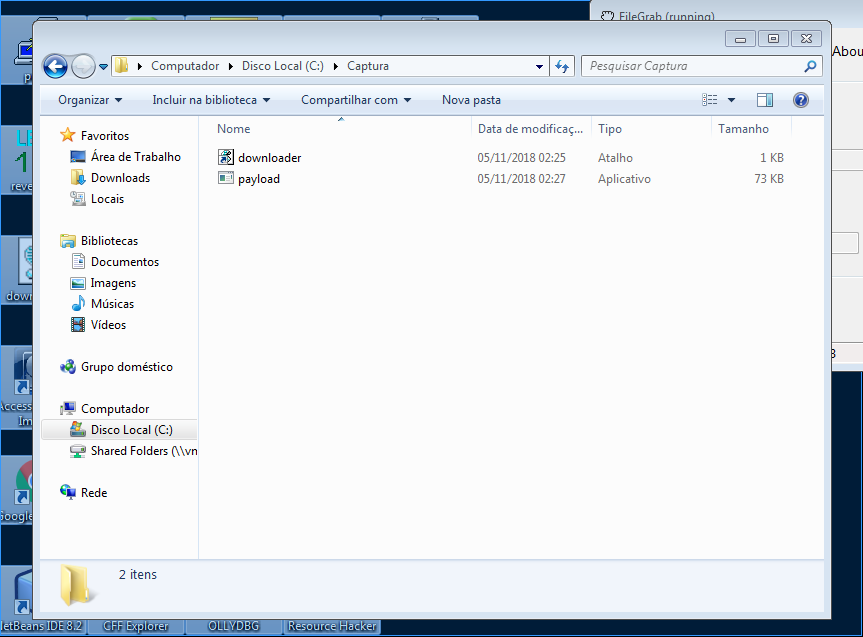 FileGrab (running)
Abou
Computador ▸ Disco Local (C:) ▸ Captura
Pesquisar Captura
Organizar
Incluir na biblioteca
Compartilhar com
Nova pasta
Nome
Data de modificaç...
Tipo
Tamanho
downloader
05/11/2018 02:25
Atalho
1 KB
payload
05/11/2018 02:27
Aplicativo
73 KB
Favoritos
Área de Trabalho
Downloads
Locais
Bibliotecas
Documentos
Imagens
Músicas
Vídeos
Grupo doméstico
Computador
Disco Local (C:)
Shared Folders (\\vn
Rede
2 itens
reve
down
Access
Im
Google
letBeans IDE 8.2
CFF Explorer
OLLYDBG
Resource Hacker